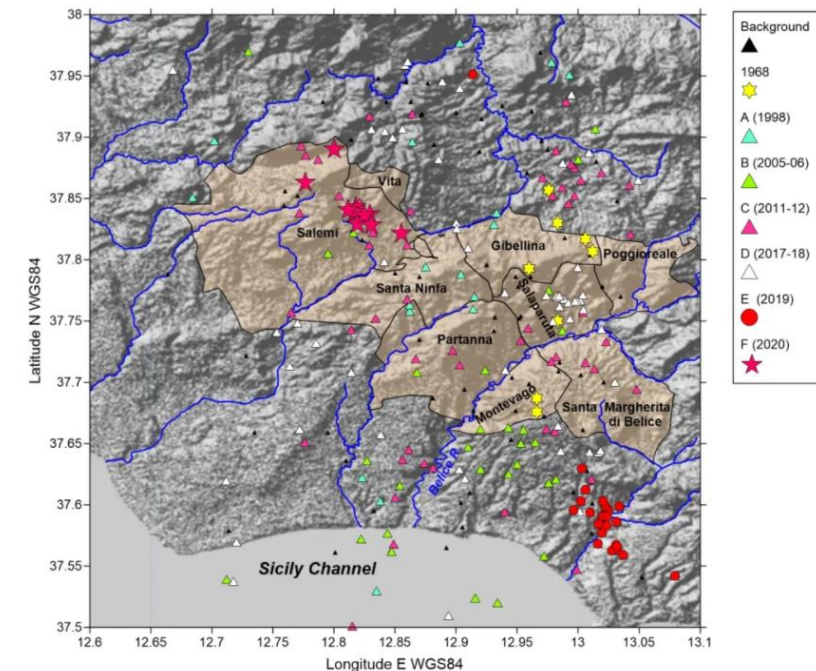 38
37.95
37.9
37.85
37.8
37.75
37.7
37.65
37.6
37.55
37.5
Latitude N WGS84
12.6
12.65
12.7
12.75
12.8
12.85
12.9
12.95
13
13.05
13.1
Longitude E WGS84
Vita
Salemi
Gibellina
Poggioreale
Santa Ninfa
Salaparuta
Partanna
Montevago
Santa Margherita
di Belice
Belice R.
Sicily Channel
Background
1968
A (1998)
B (2005-06)
C (2011-12)
D (2017-18)
E (2019)
F (2020)